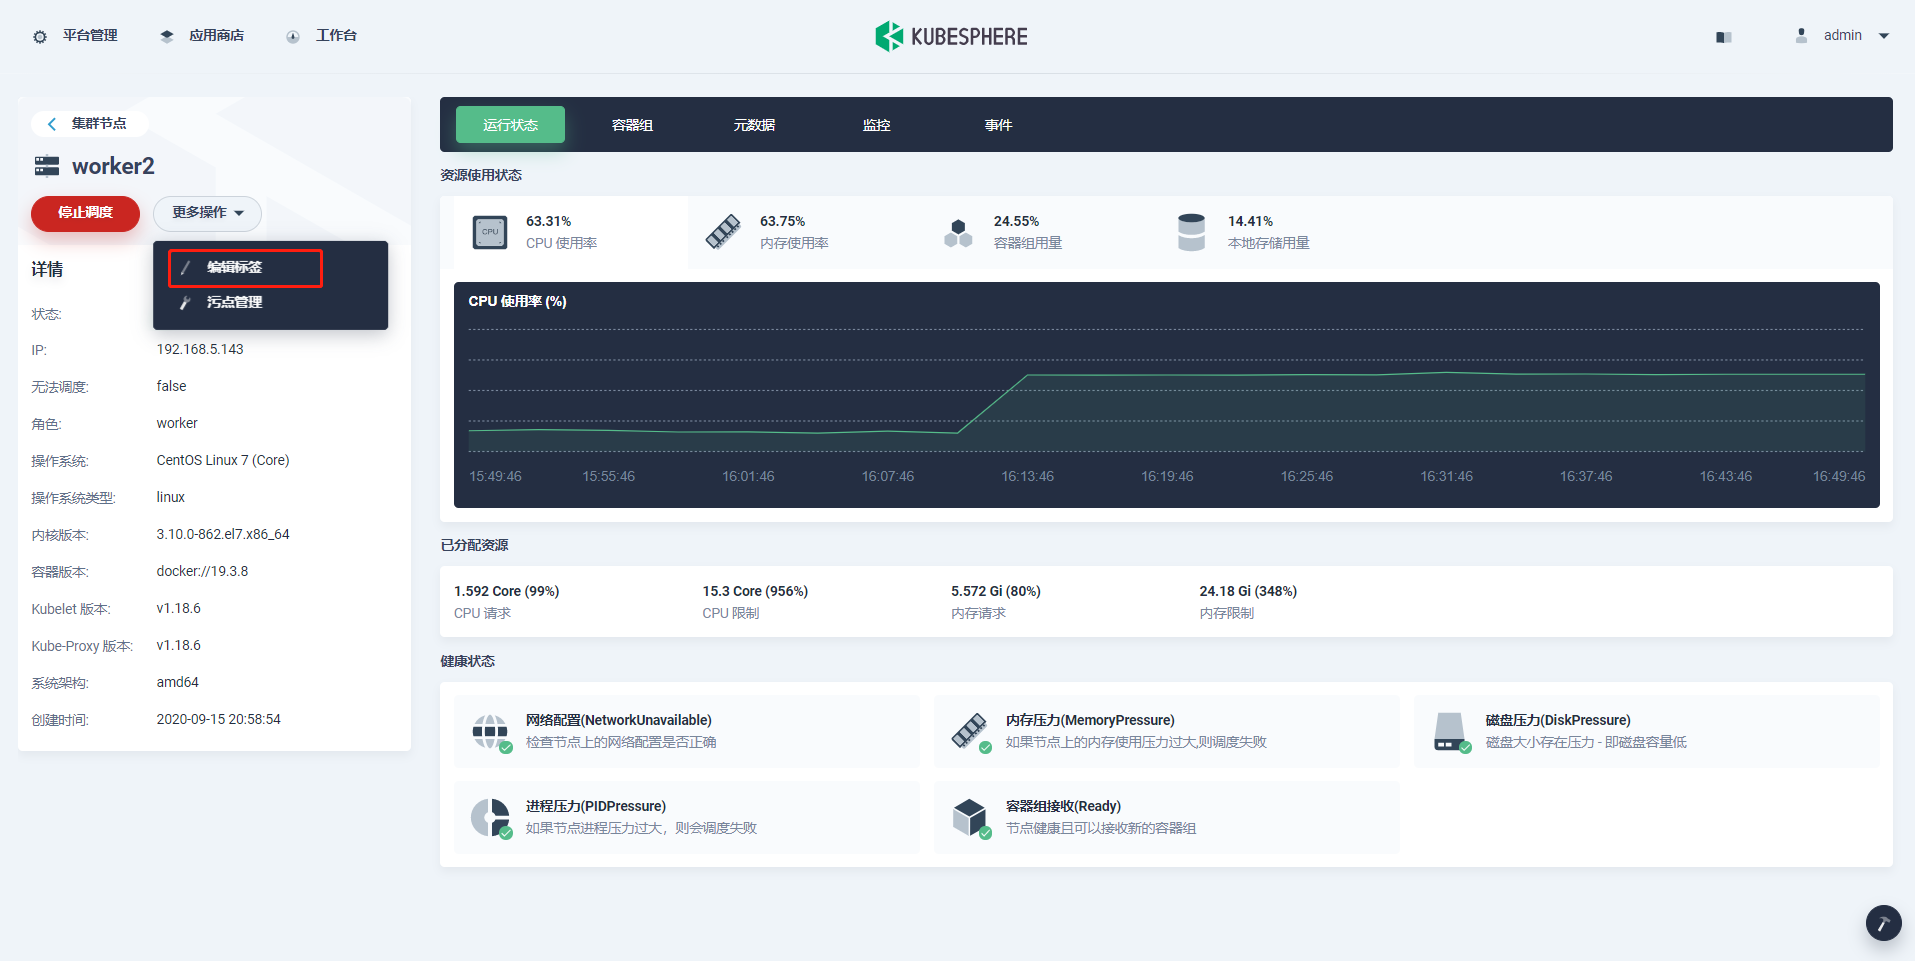 平台管理
应用商店
工作台
KUBESPHERE
admin
集群节点
worker2
停止调度
更多操作
编辑标签
污点管理
详情
状态:
IP:
192.168.5.143
无法调度:
false
角色:
worker
操作系统:
CentOS Linux 7 (Core)
操作系统类型:
linux
内核版本:
3.10.0-862.el7.x86_64
容器版本:
docker://19.3.8
Kubelet 版本:
v1.18.6
Kube-Proxy 版本:
v1.18.6
系统架构:
amd64
创建时间:
2020-09-15 20:58:54
运行状态
容器组
元数据
监控
事件
资源使用状态
CPU
63.31%
CPU 使用率
63.75%
内存使用率
24.55%
容器组用量
14.41%
本地存储用量
CPU 使用率 (%)
15:49:46
15:55:46
16:01:46
16:07:46
16:13:46
16:19:46
16:25:46
16:31:46
16:37:46
16:43:46
16:49:46
已分配资源
1.592 Core (99%)
CPU 请求
15.3 Core (956%)
CPU 限制
5.572 Gi (80%)
内存请求
24.18 Gi (348%)
内存限制
健康状态
网络配置(NetworkUnavailable)
检查节点上的网络配置是否正确
内存压力(MemoryPressure)
如果节点上的内存使用压力过大,则调度失败
磁盘压力(DiskPressure)
磁盘大小存在压力 - 即磁盘容量低
进程压力(PIDPressure)
如果节点进程压力过大，则会调度失败
容器组接收(Ready)
节点健康且可以接收新的容器组